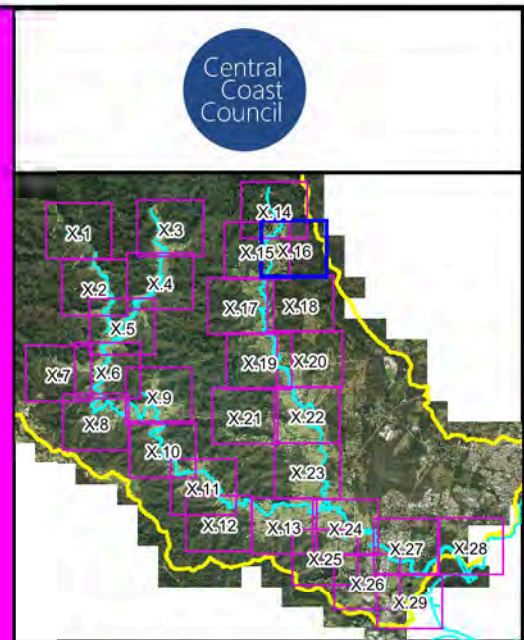 Central
Coast
Council
X.14
X.1
X.3
X.15
X.16
X.2
X.4
X.17
X.18
X.5
X.7
X.6
X.19
X.20
X.8
X.9
X.21
X.22
X.10
X.23
X.11
X.12
X.13
X.24
X.25
X.27
X.28
X.26
X.29